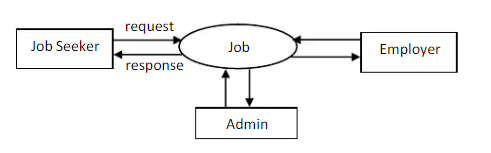 request
Job Seeker
Job
Employer
response
Admin